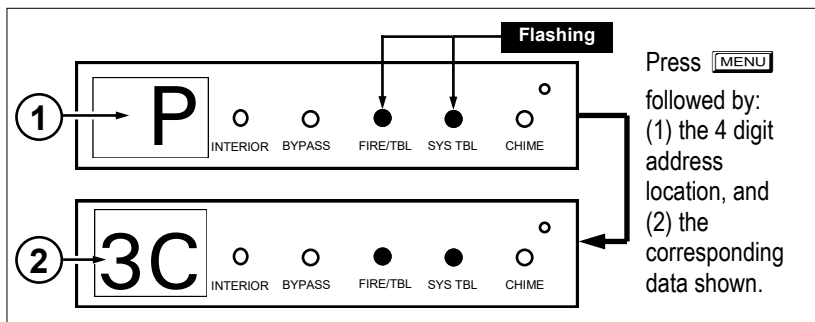 Flashing
1
P
INTERIOR BYPASS FIRE/TBL SYS TBL CHIME
2
3C
INTERIOR BYPASS FIRE/TBL SYS TBL CHIME
Press MENU
followed by:
(1) the 4 digit
address
location, and
(2) the
corresponding
data shown.